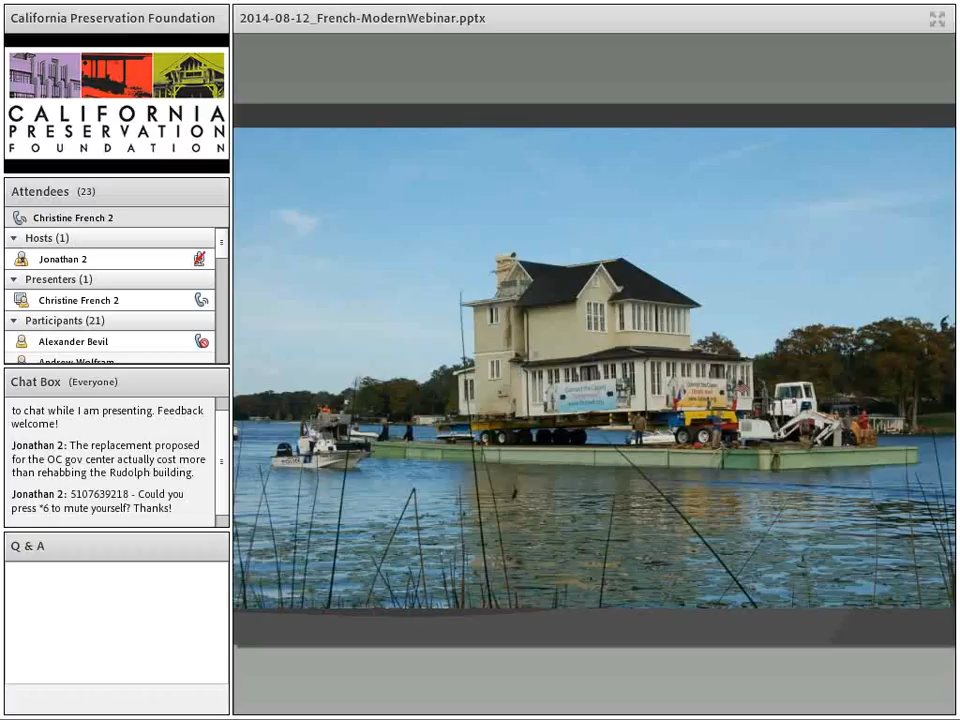 California Preservation Foundation
2014-08-12_French-ModernWebinar.pptx
CALIFORNIA
PRESERVATION
FOUNDATION
Attendees (23)
Christine French 2
Hosts (1)
Jonathan 2
Presenters (1)
Christine French 2
Participants (21)
Alexander Bevil
Andrew Wolfram
Chat Box (Everyone)
to chat while I am presenting. Feedback
welcome!
Jonathan 2: The replacement proposed
for the OC gov center actually cost more
than rehabbing the Rudolph building.
Jonathan 2: 5107639218 - Could you
press *6 to mute yourself? Thanks!
Q & A